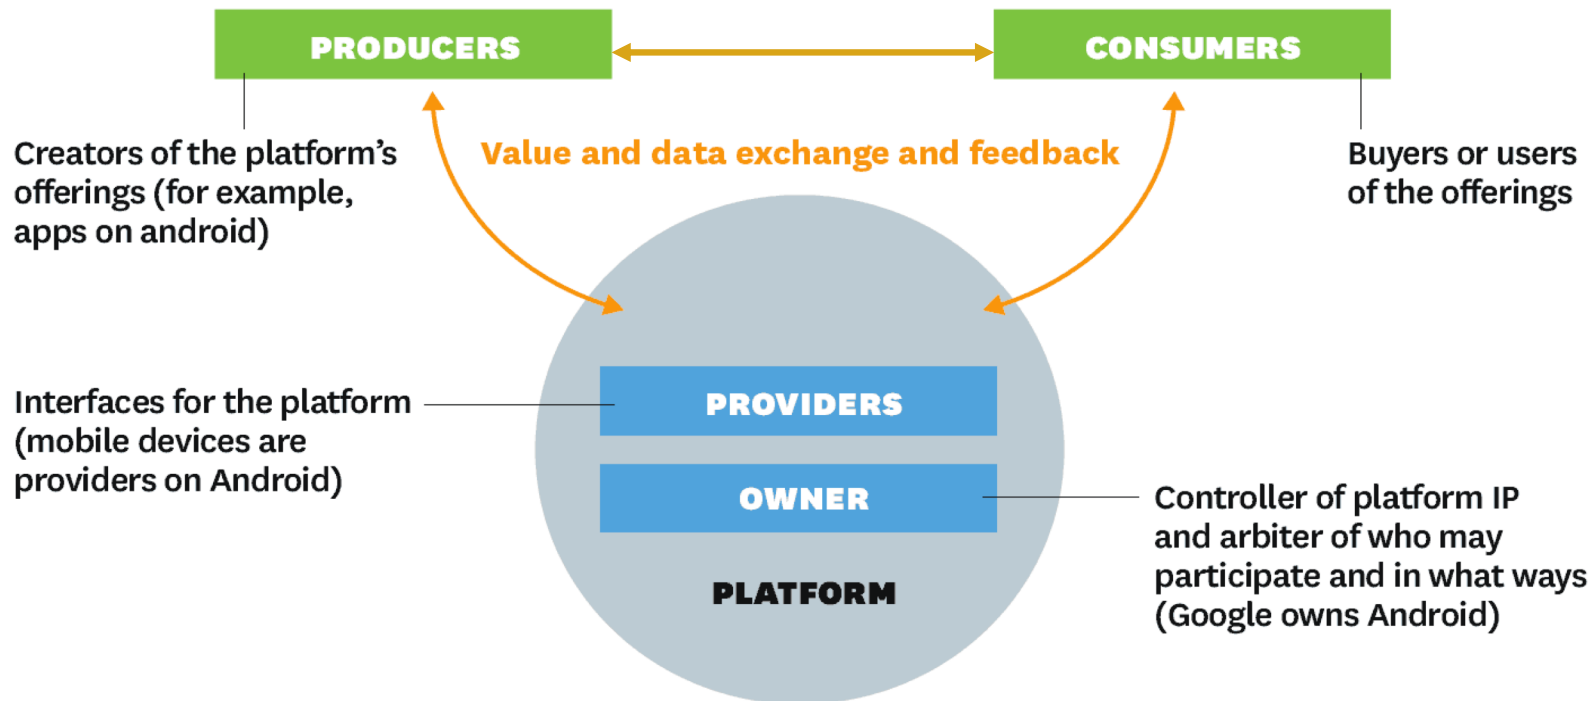 PRODUCERS
CONSUMERS
Creators of the platform's
offerings (for example,
apps on android)
Value and data exchange and feedback
Buyers or users
of the offerings
Interfaces for the platform
(mobile devices are
providers on Android)
PROVIDERS
OWNER
PLATFORM
Controller of platform IP
and arbiter of who may
participate and in what ways
(Google owns Android)